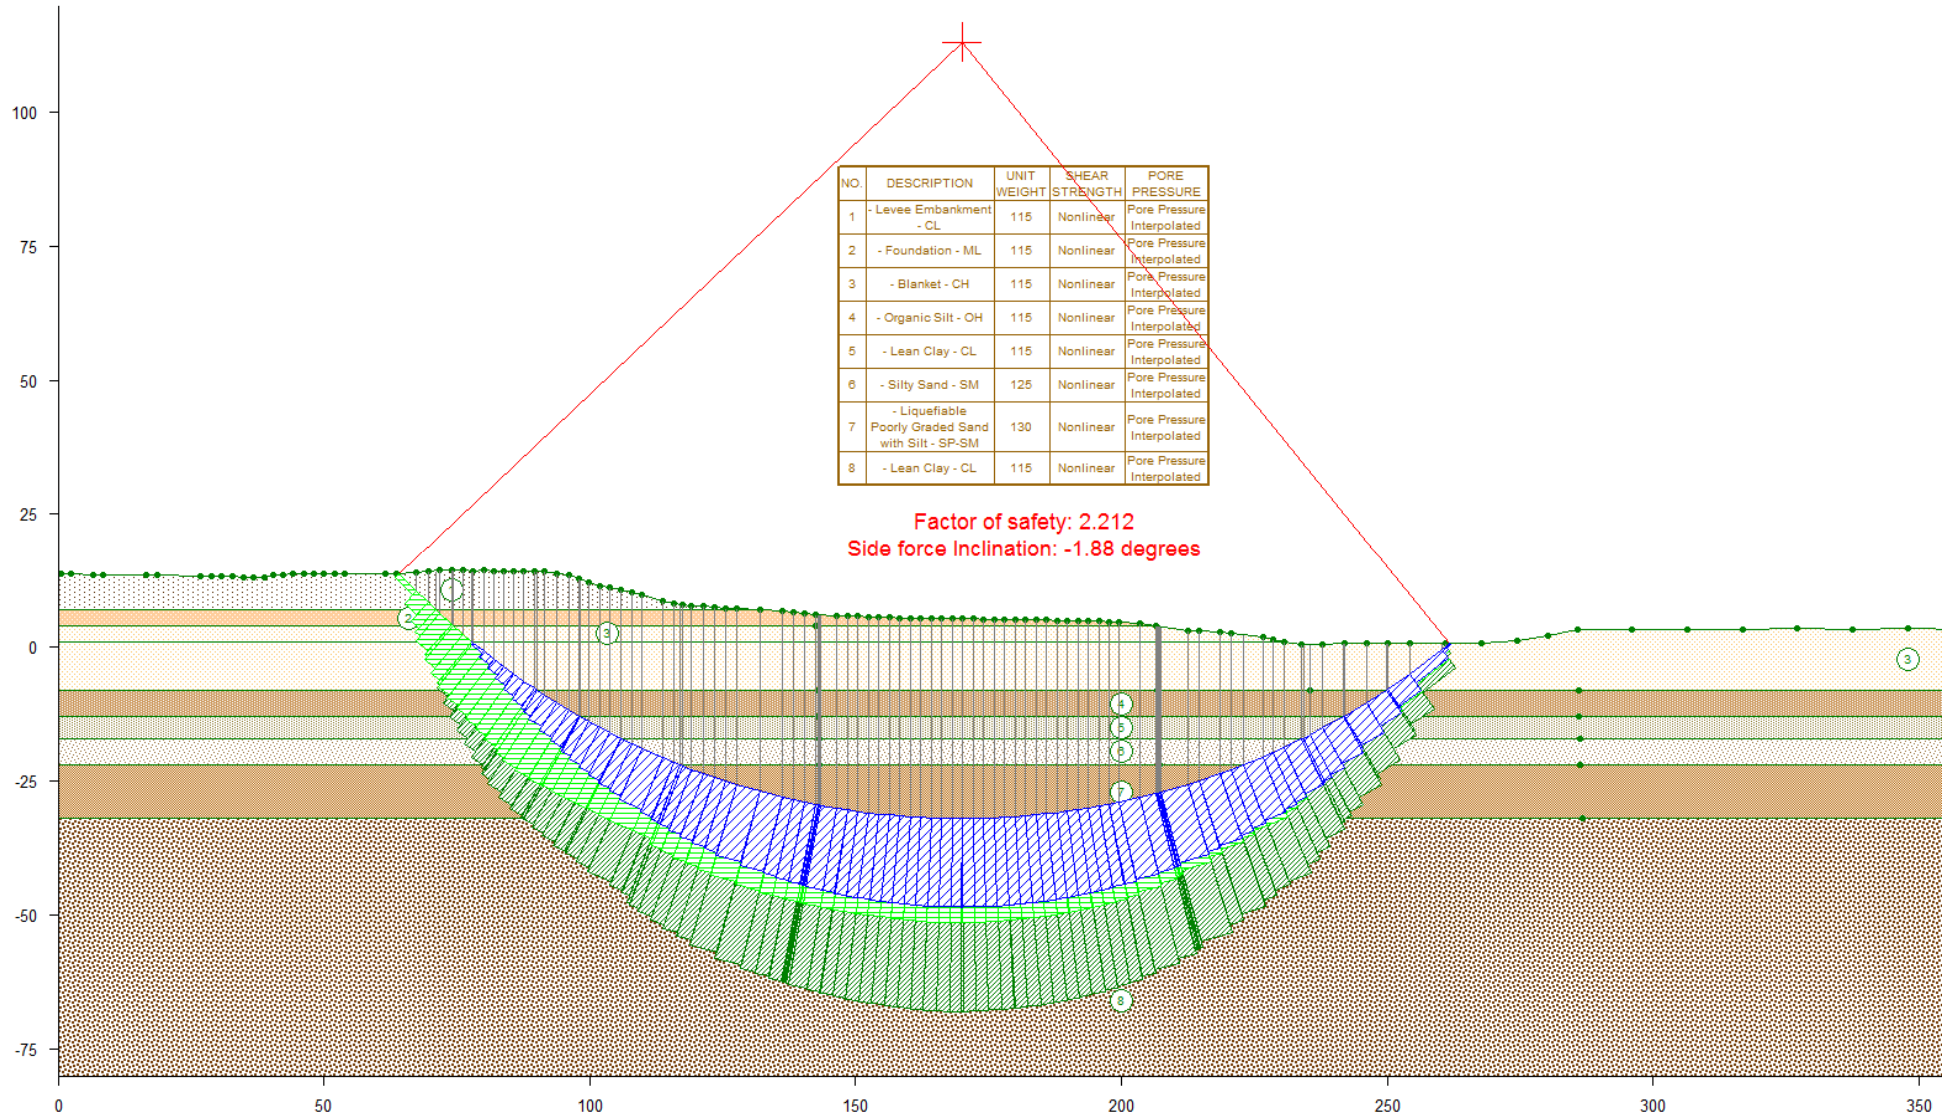 100
75
50
25
0
-25
-50
-75
0
50
100
150
200
250
300
350
NO. DESCRIPTION UNIT WEIGHT SHEAR STRENGTH PORE PRESSURE
1 - Levee Embankment - CL 115 Nonlinear Pore Pressure Interpolated
2 - Foundation - ML 115 Nonlinear Pore Pressure Interpolated
3 - Blanket - CH 115 Nonlinear Pore Pressure Interpolated
4 - Organic Silt - OH 115 Nonlinear Pore Pressure Interpolated
5 - Lean Clay - CL 115 Nonlinear Pore Pressure Interpolated
6 - Silty Sand - SM 125 Nonlinear Pore Pressure Interpolated
7 - Liquefiable Poorly Graded Sand with Silt - SP-SM 130 Nonlinear Pore Pressure Interpolated
8 - Lean Clay - CL 115 Nonlinear Pore Pressure Interpolated
Factor of safety: 2.212
Side force Inclination: -1.88 degrees
2
3
3
4
5
6
7
8